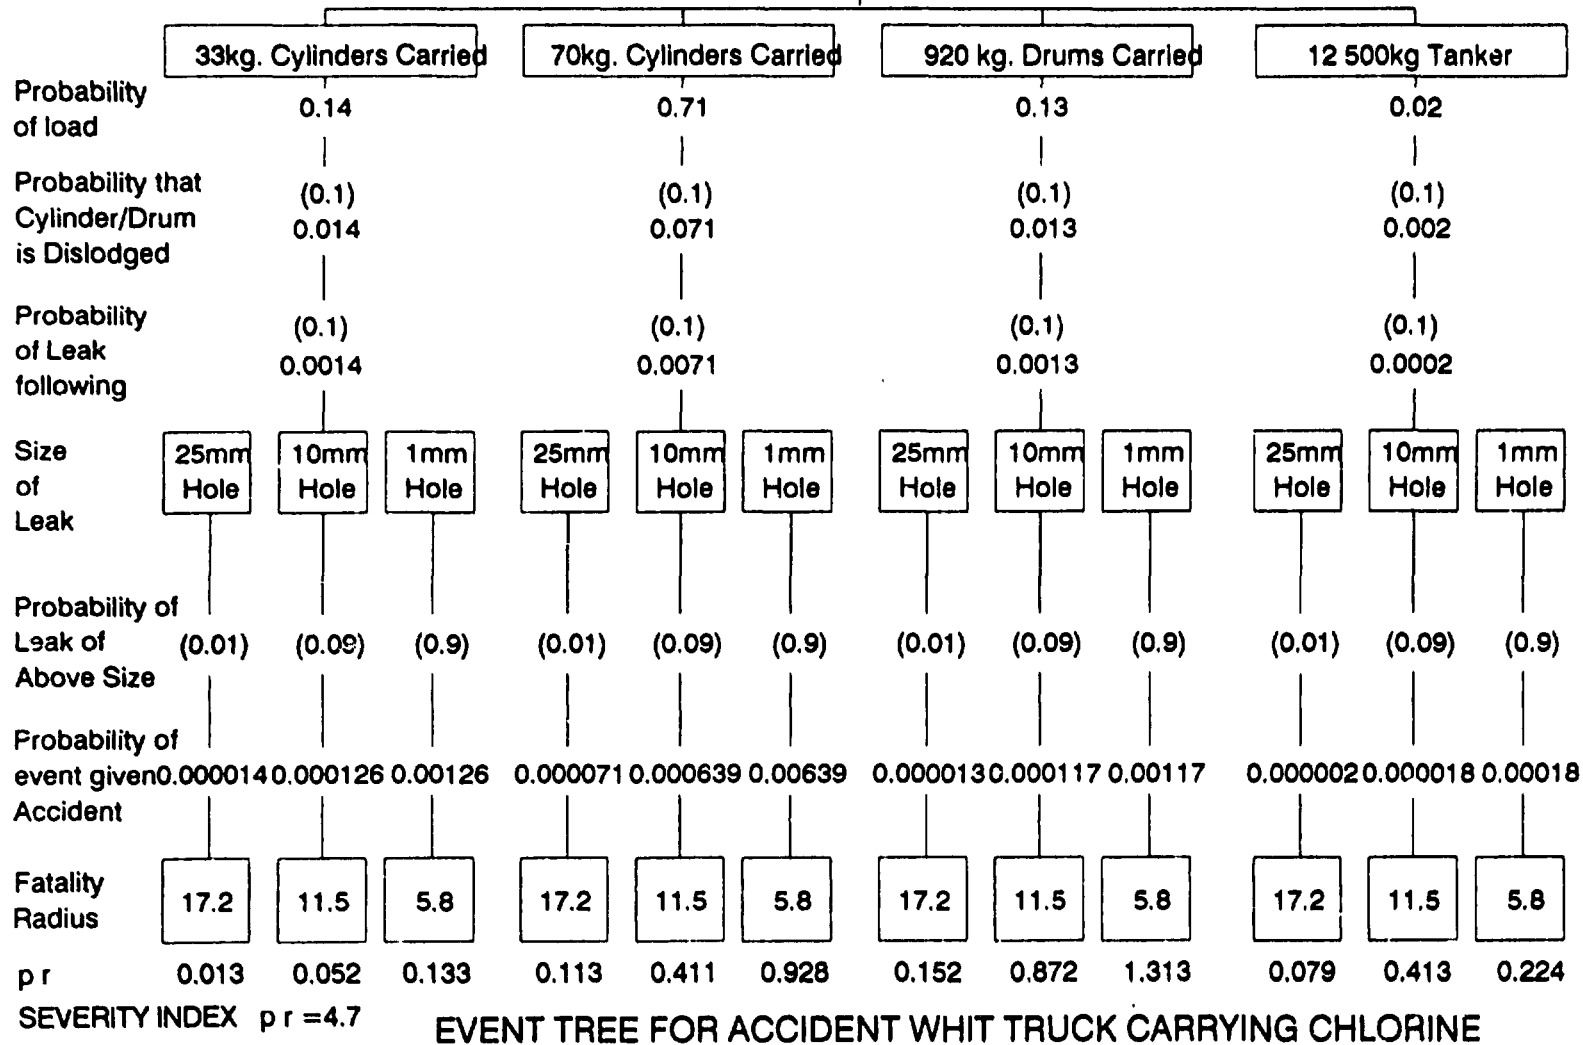 33kg. Cylinders Carried 70kg. Cylinders Carried 920 kg. Drums Carried 12 500kg Tanker
Probability
of load
0.14 0.71 0.13 0.02
Probability that
Cylinder/Drum
is Dislodged
(0.1) (0.1) (0.1) (0.1)
0.014 0.071 0.013 0.002
Probability
of Leak
following
(0.1) (0.1) (0.1) (0.1)
0.0014 0.0071 0.0013 0.0002
Size
of
Leak
25mm 10mm 1mm 25mm 10mm 1mm 25mm 10mm 1mm 25mm 10mm 1mm
Hole Hole Hole Hole Hole Hole Hole Hole Hole Hole Hole Hole
Probability of
Leak of
Above Size
(0.01) (0.09) (0.9) (0.01) (0.09) (0.9) (0.01) (0.09) (0.9) (0.01) (0.09) (0.9)
Probability of
event given 0.000014 0.000126 0.00126 0.000071 0.000639 0.00639 0.000013 0.000117 0.00117 0.000002 0.000018 0.00018
Accident
Fatality
Radius
17.2 11.5 5.8 17.2 11.5 5.8 17.2 11.5 5.8 17.2 11.5 5.8
p r 0.013 0.052 0.133 0.113 0.411 0.928 0.152 0.872 1.313 0.079 0.413 0.224
SEVERITY INDEX p r =4.7
EVENT TREE FOR ACCIDENT WHIT TRUCK CARRYING CHLORINE